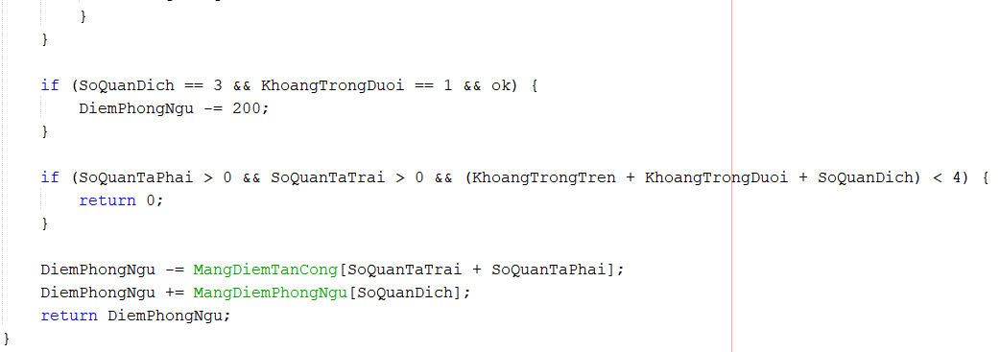 }
}
if (SoQuanDich == 3 && KhoangTrongDuoi == 1 && ok) {
DiemPhongNgu -= 200;
}
if (SoQuanTaPhai > 0 && SoQuanTaTrai > 0 && (KhoangTrongTren + KhoangTrongDuoi + SoQuanDich) < 4) {
return 0;
}
DiemPhongNgu -= MangDiemTanCong[SoQuanTaTrai + SoQuanTaPhai];
DiemPhongNgu += MangDiemPhongNgu[SoQuanDich];
return DiemPhongNgu;
}